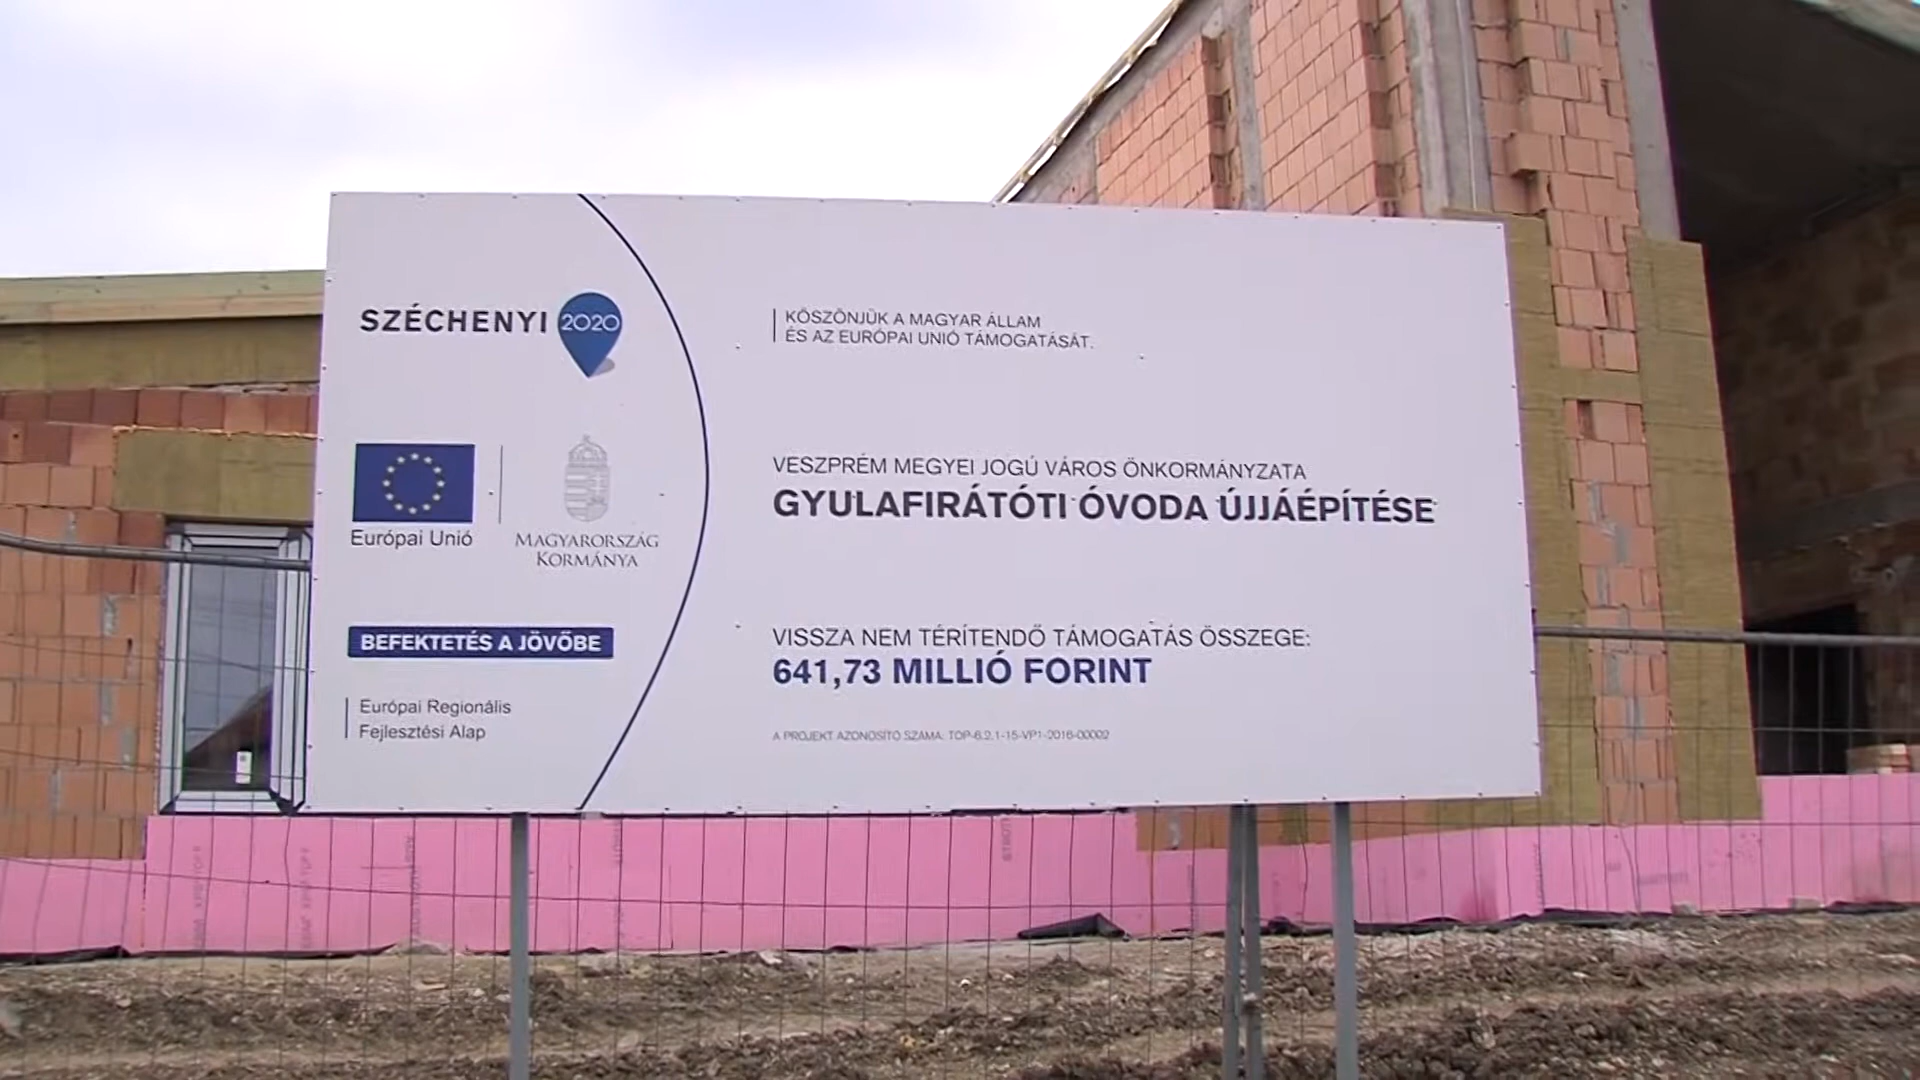 SZÉCHENYI 2020
Európai Unió
MAGYARORSZÁG
KORMÁNYA
BEFEKTETÉS A JÖVŐBE
Európai Regionális
Fejlesztési Alap
KÖSZÖNJÜK A MAGYAR ÁLLAM
ÉS AZ EURÓPAI UNIÓ TÁMOGATÁSÁT.
VESZPRÉM MEGYEI JOGÚ VÁROS ÖNKORMÁNYZATA
GYULAFIRÁTÓTI ÓVODA ÚJJÁÉPÍTÉSE
VISSZA NEM TÉRÍTENDŐ TÁMOGATÁS ÖSSZEGE:
641,73 MILLIÓ FORINT
A PROJEKT AZONOSÍTÓ SZÁMA: TOP-6.2.1-15-VP1-2016-00002